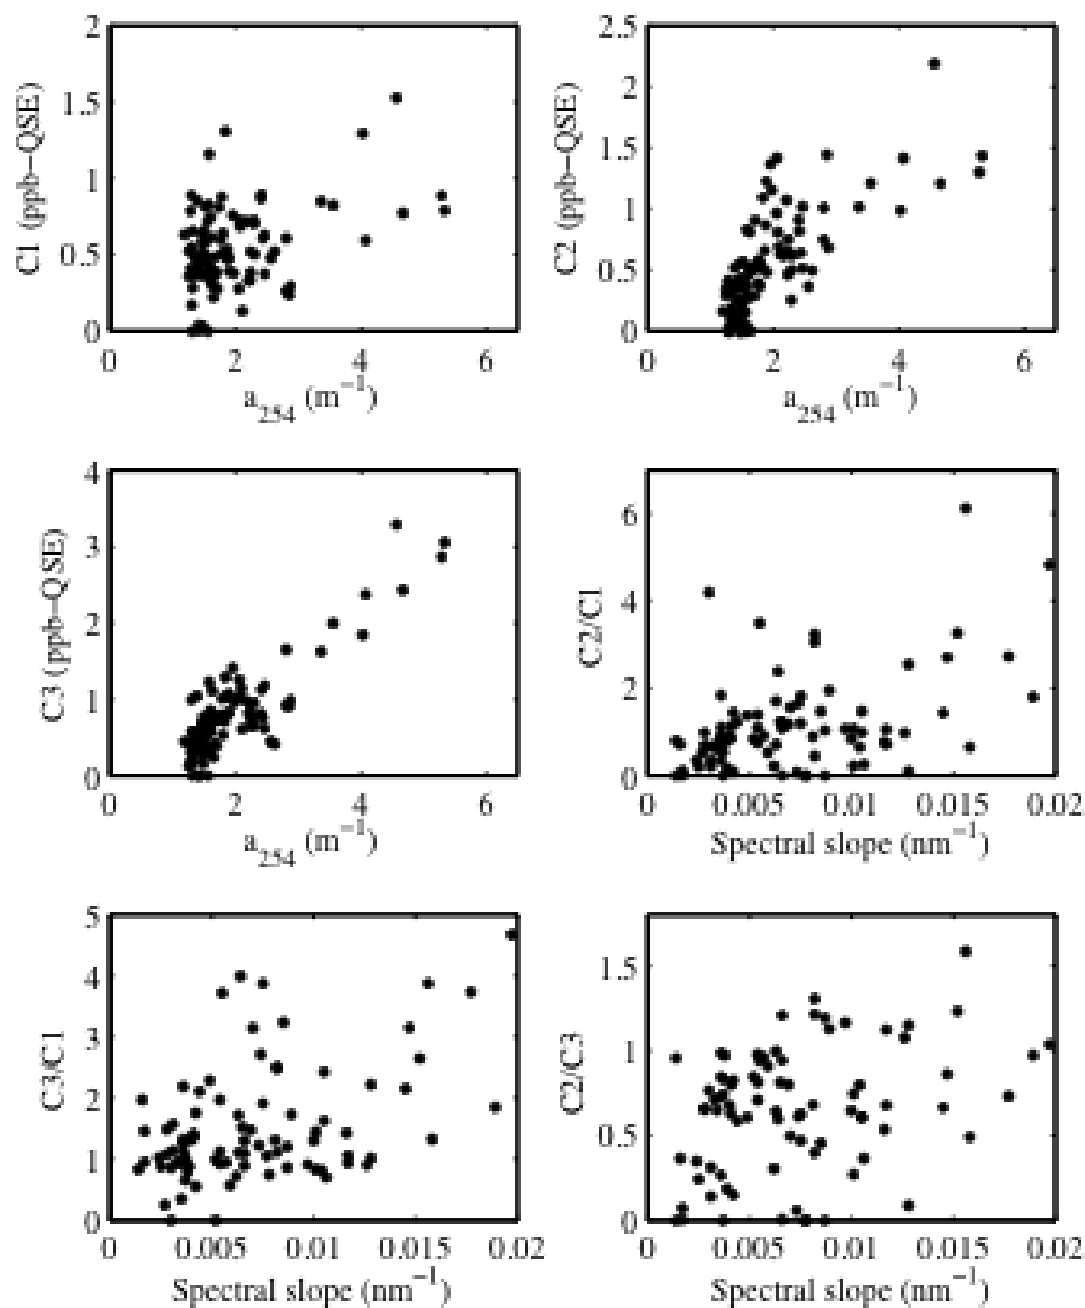 2
1.5
1
0.5
0
C1 (ppb-QSE)
0 2 4 6
a254 (m−1)
2.5
2
1.5
1
0.5
0
C2 (ppb-QSE)
0 2 4 6
a254 (m−1)
4
3
2
1
0
C3 (ppb-QSE)
0 2 4 6
a254 (m−1)
6
4
2
0
C2/C1
0 0.005 0.01 0.015 0.02
Spectral slope (nm−1)
5
4
3
2
1
0
C3/C1
0 0.005 0.01 0.015 0.02
Spectral slope (nm−1)
1.5
1
0.5
0
C2/C3
0 0.005 0.01 0.015 0.02
Spectral slope (nm−1)